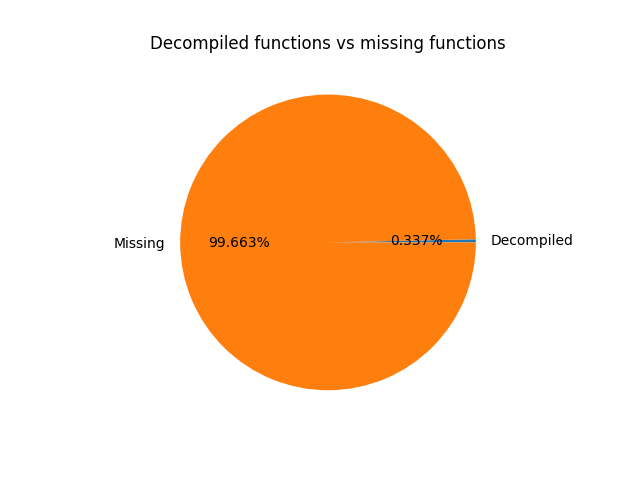 Decompiled functions vs missing functions
Missing
99.663%
0.337%
Decompiled